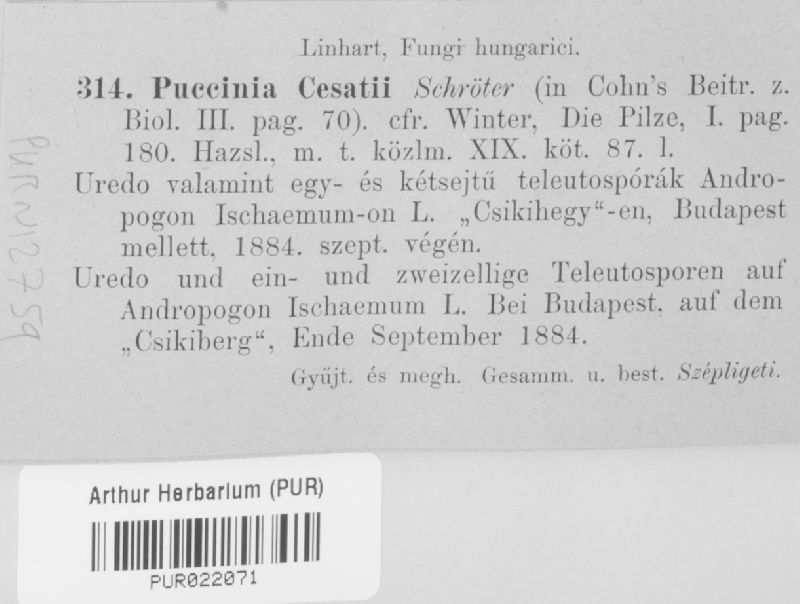 Linhart, Fungi hungarici.
314. Puccinia Cesatii Schröter (in Cohn's Beitr. z.
Biol. III. pag. 70). cfr. Winter, Die Pilze, I. pag.
180. Hazsl., m. t. közlm. XIX. köt. 87. l.
Uredo valamint egy- és kétsejtű teleutospórák Andro-
pogon Ischaemum-on L. „Csikihegy“-en, Budapest
mellett, 1884. szept. végén.
Uredo und ein- und zweizellige Teleutosporen auf
Andropogon Ischaemum L. Bei Budapest, auf dem
„Csikiberg“, Ende September 1884.
Gyűjt. és megh. Gesamm. u. best. Szépligeti.
PURN12759
Arthur Herbarium (PUR)
PUR022071